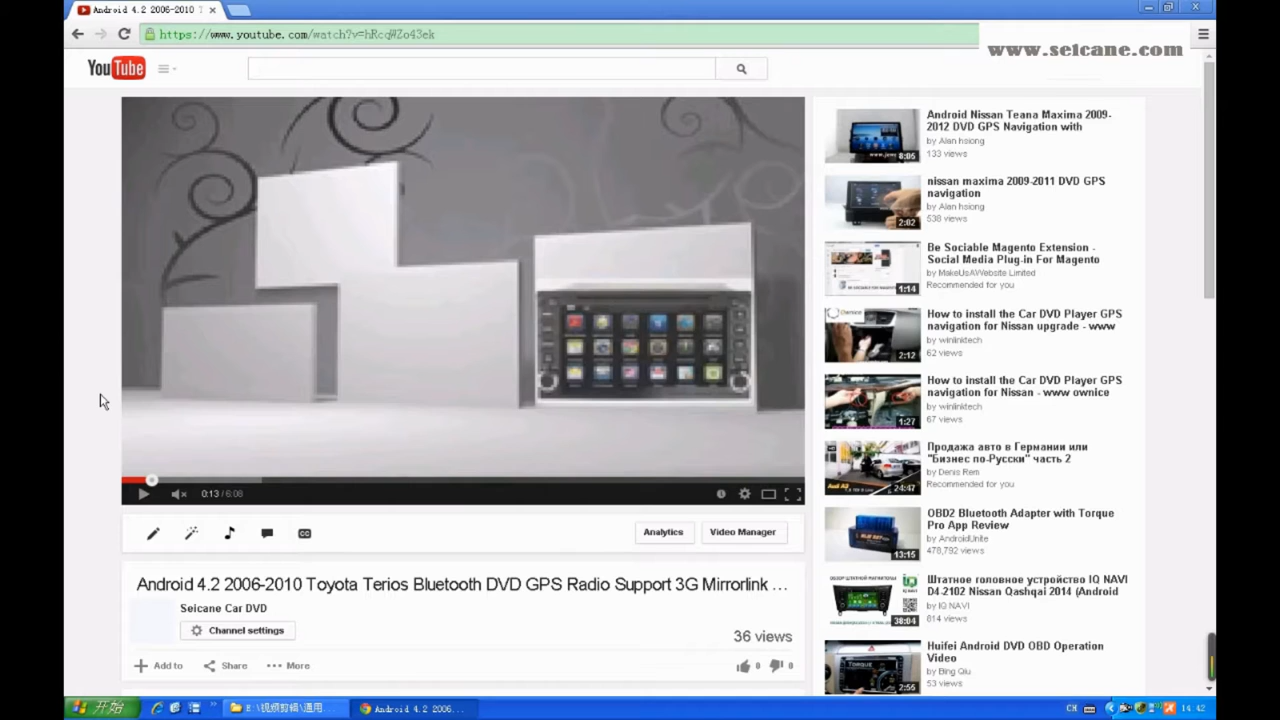 Android 4.2 2006-2010 T
https://www.youtube.com/watch?v=hRcqWZo43ek
www.seicane.com
YouTube
Android Nissan Teana Maxima 2009-
2012 DVD GPS Navigation with
by Alan hsiong
133 views
8:05
nissan maxima 2009-2011 DVD GPS
navigation
by Alan hsiong
538 views
2:02
Be Sociable Magento Extension -
Social Media Plug-in For Magento
by MakeUsAWebsite Limited
Recommended for you
1:14
How to install the Car DVD Player GPS
navigation for Nissan upgrade - www
by winlinktech
62 views
Ownice
2:12
How to install the Car DVD Player GPS
navigation for Nissan - www ownice
by winlinktech
67 views
1:27
Продажа авто в Германии или
"Бизнес по-Русски" часть 2
by Denis Rem
Recommended for you
24:47
OBD2 Bluetooth Adapter with Torque
Pro App Review
by AndroidUnite
478,792 views
13:15
Штатное головное устройство IQ NAVI
D4-2102 Nissan Qashqai 2014 (Android
by IQ NAVI
814 views
38:04
Huifei Android DVD OBD Operation
Video
by Bing Qiu
53 views
TORQUE
2:55
0:13 / 6:08
Analytics
Video Manager
Android 4.2 2006-2010 Toyota Terios Bluetooth DVD GPS Radio Support 3G Mirrorlink ...
Seicane Car DVD
Channel settings
36 views
Add to
Share
More
0
0
开始
E:\视频剪辑\通用...
Android 4.2 2006...
CH
14:42